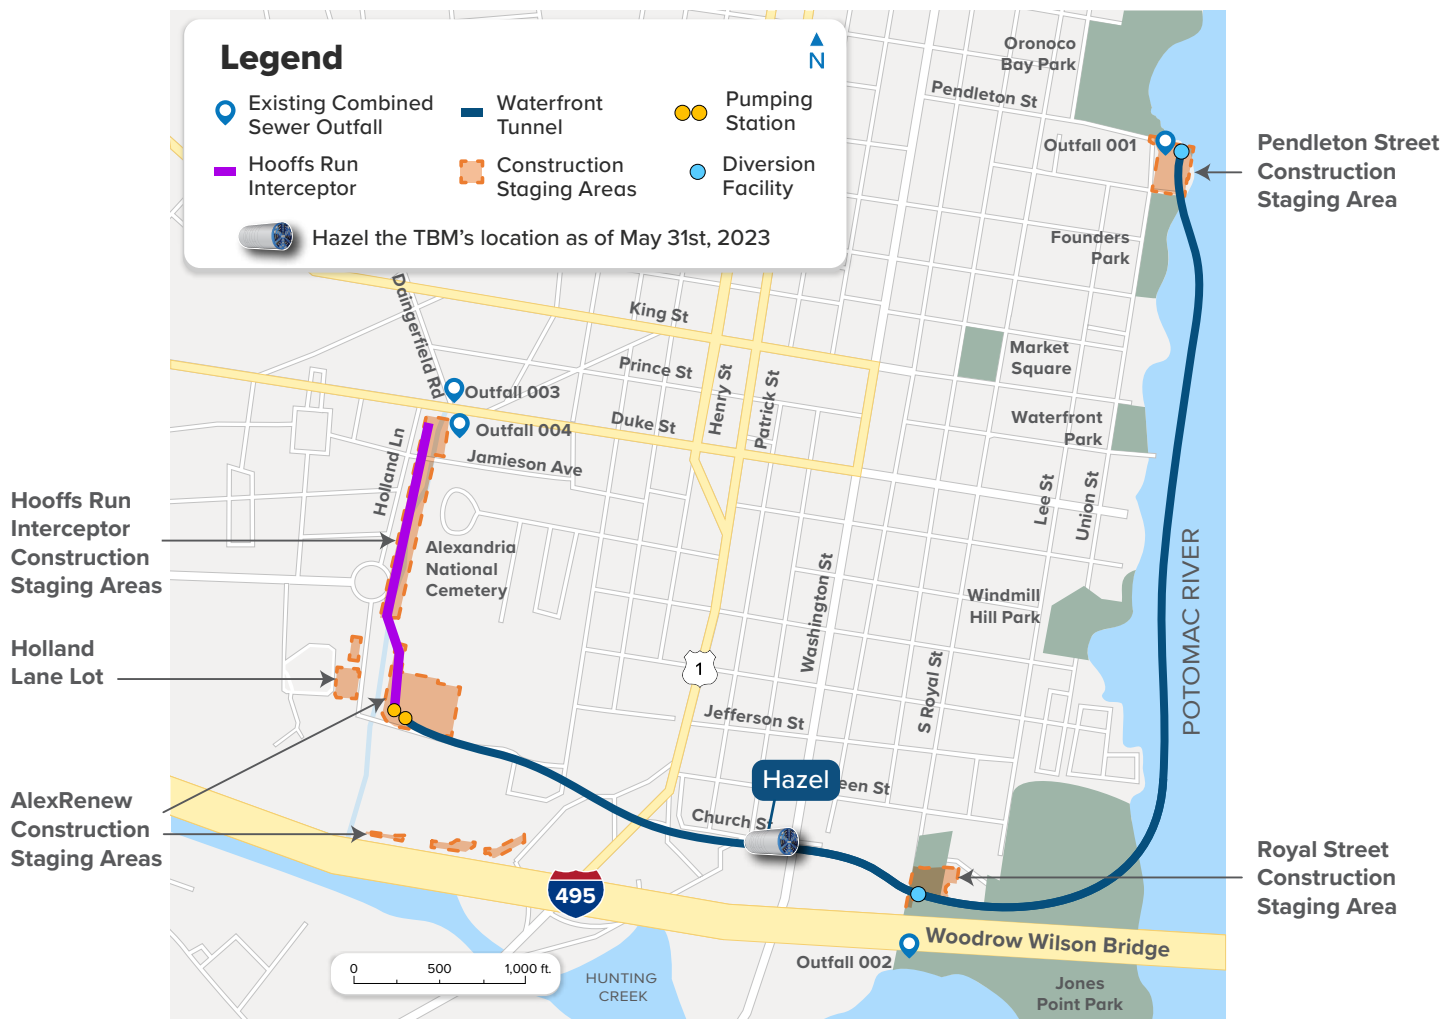 Legend
N
Existing Combined
Sewer Outfall
Waterfront
Tunnel
Pumping
Station
Hooffs Run
Interceptor
Construction
Staging Areas
Diversion
Facility
Hazel the TBM's location as of May 31st, 2023
Oronoco
Bay Park
Pendleton St
Outfall 001
Pendleton Street
Construction
Staging Area
Founders
Park
Daingerfield Rd
King St
Prince St
Market
Square
Henry St
Patrick St
Outfall 003
Duke St
Outfall 004
Waterfront
Park
Jamieson Ave
Holland Ln
Lee St
Union St
Hooffs Run
Interceptor
Construction
Staging Areas
Alexandria
National
Cemetery
POTOMAC RIVER
Washington St
Windmill
Hill Park
Holland
Lane Lot
1
S Royal St
Jefferson St
Hazel
een St
Church St
AlexRenew
Construction
Staging Areas
Royal Street
Construction
Staging Area
495
Woodrow Wilson Bridge
Outfall 002
0 500 1,000 ft.
HUNTING
CREEK
Jones
Point Park